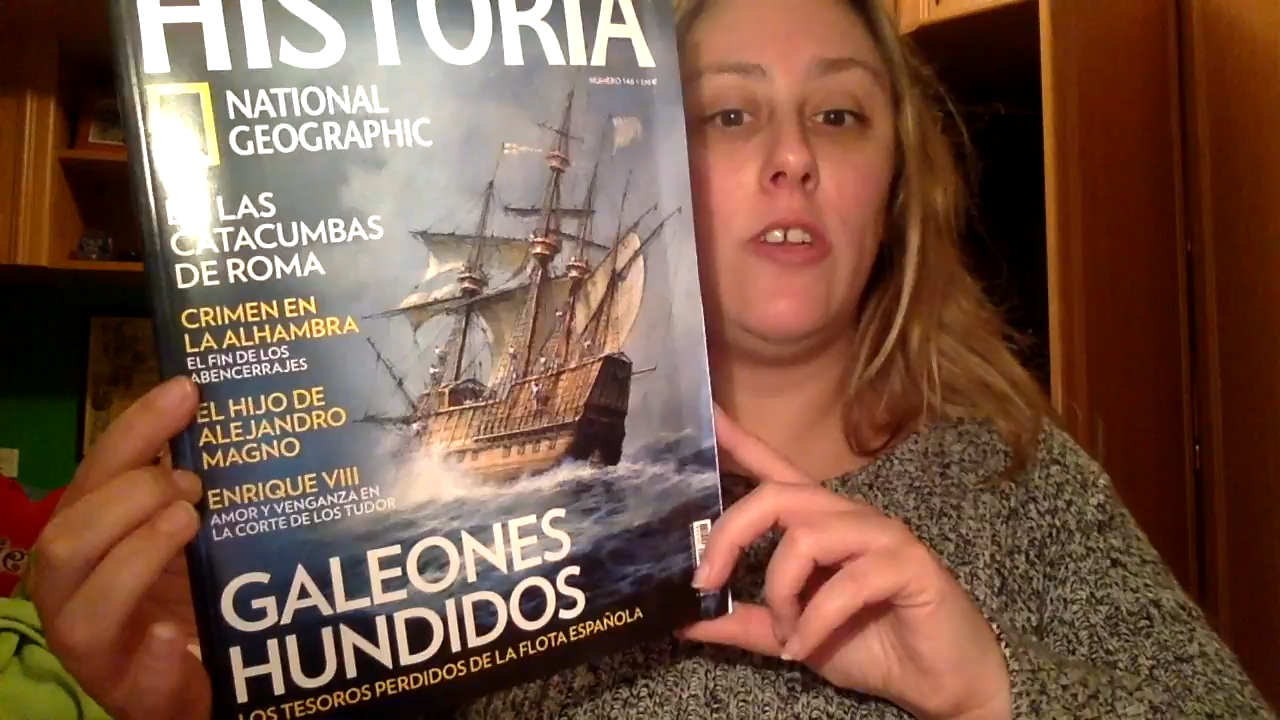 HISTORIA
NATIONAL
GEOGRAPHIC
LAS
CATACUMBAS
DE ROMA
CRIMEN EN
LA ALHAMBRA
EL FIN DE LOS
ABENCERRAJES
EL HIJO DE
ALEJANDRO
MAGNO
ENRIQUE VIII
AMOR Y VENGANZA EN
LA CORTE DE LOS TUDOR
GALEONES
HUNDIDOS
LOS TESOROS PERDIDOS DE LA FLOTA ESPAÑOLA